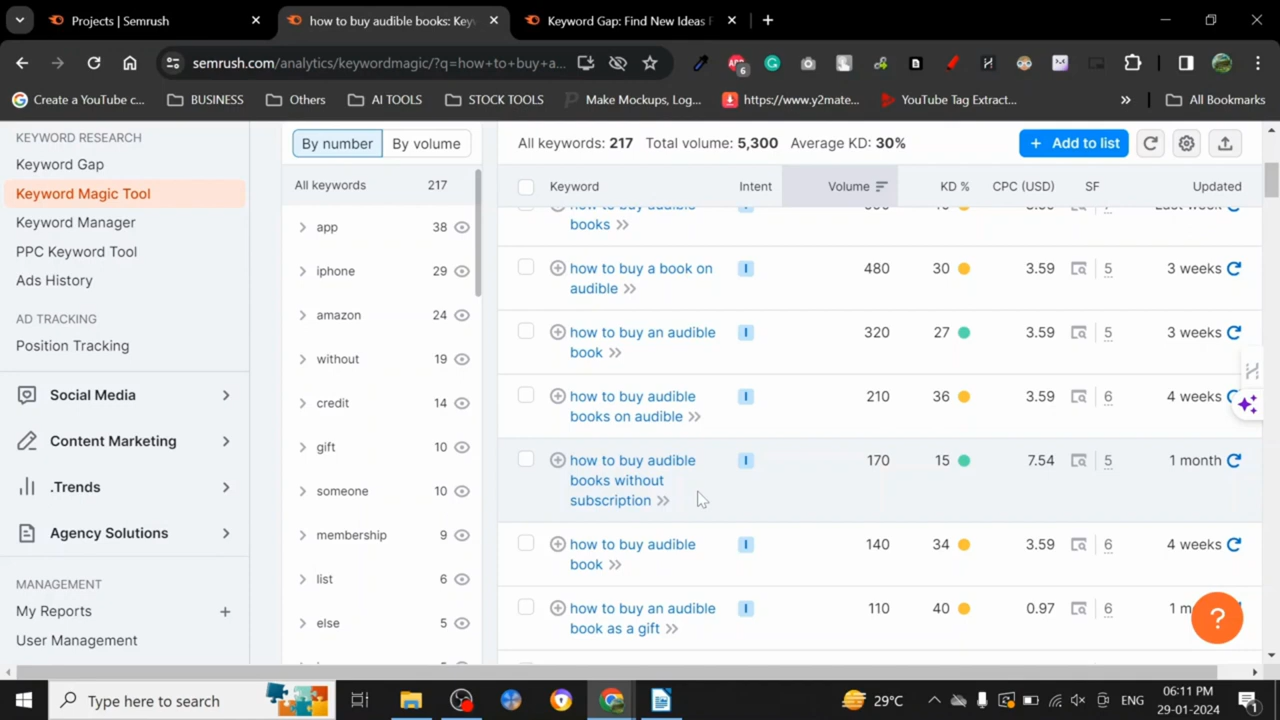 Projects | Semrush
how to buy audible books: Key
Keyword Gap: Find New Ideas F
semrush.com/analytics/keywordmagic/?q=how+to+buy+a...
6
Create a YouTube c...
BUSINESS
Others
AI TOOLS
STOCK TOOLS
Make Mockups, Log...
https://www.y2mate...
YouTube Tag Extract...
All Bookmarks
KEYWORD RESEARCH
Keyword Gap
Keyword Magic Tool
Keyword Manager
PPC Keyword Tool
Ads History
AD TRACKING
Position Tracking
Social Media
Content Marketing
.Trends
Agency Solutions
MANAGEMENT
My Reports
User Management
By number By volume
All keywords 217
app 38
iphone 29
amazon 24
without 19
credit 14
gift 10
someone 10
membership 9
list 6
else 5
All keywords: 217 Total volume: 5,300 Average KD: 30%
+ Add to list
Keyword Intent Volume KD % CPC (USD) SF Updated
how to buy audible
books
how to buy a book on I 480 30 3.59 5 3 weeks
audible
how to buy an audible I 320 27 3.59 5 3 weeks
book
how to buy audible I 210 36 3.59 6 4 weeks
books on audible
how to buy audible I 170 15 7.54 5 1 month
books without
subscription
how to buy audible I 140 34 3.59 6 4 weeks
book
how to buy an audible I 110 40 0.97 6 1 m
book as a gift
?
Type here to search
29°C
ENG
06:11 PM
29-01-2024
1